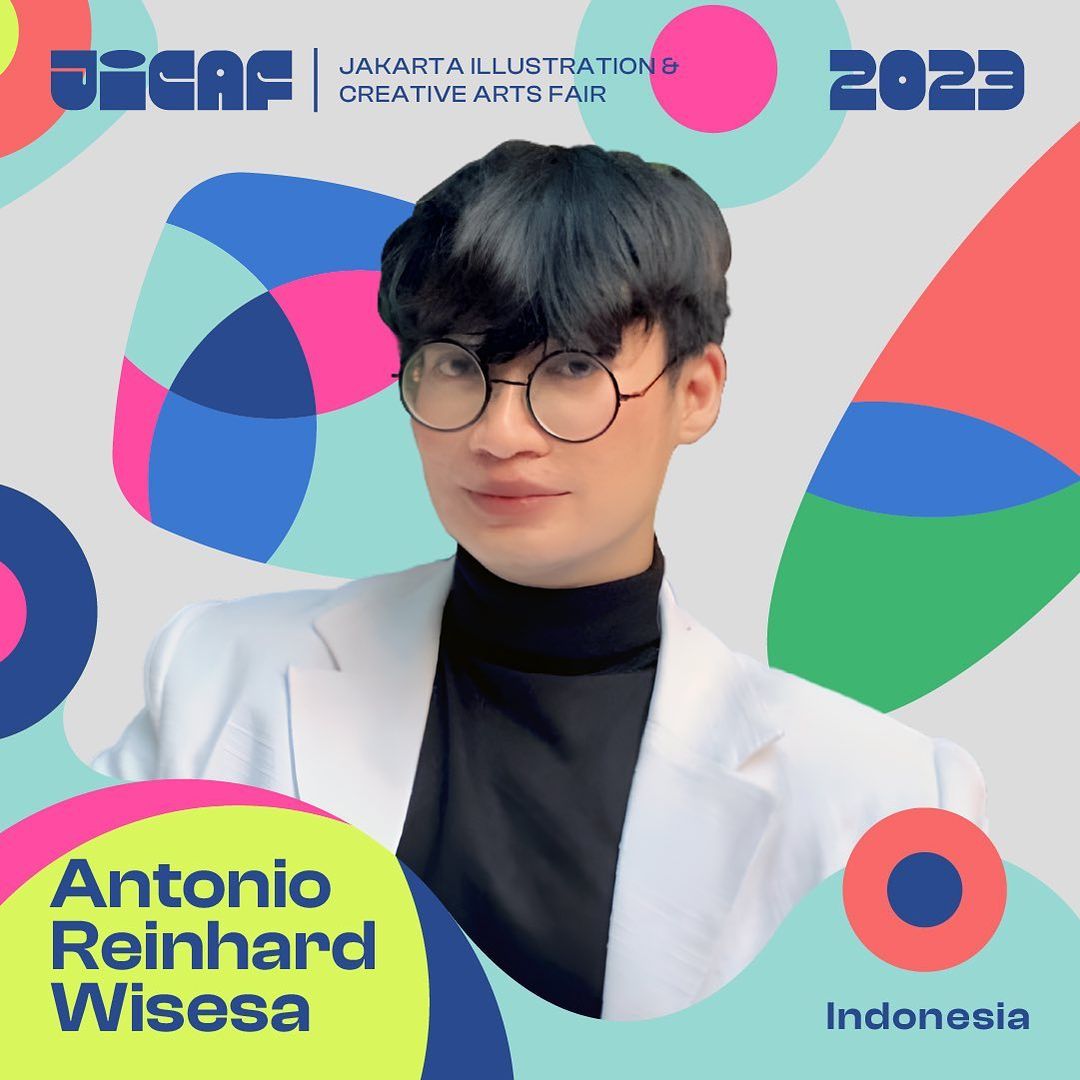 JICAF
JAKARTA ILLUSTRATION &
CREATIVE ARTS FAIR
2023
Antonio
Reinhard
Wisesa
Indonesia